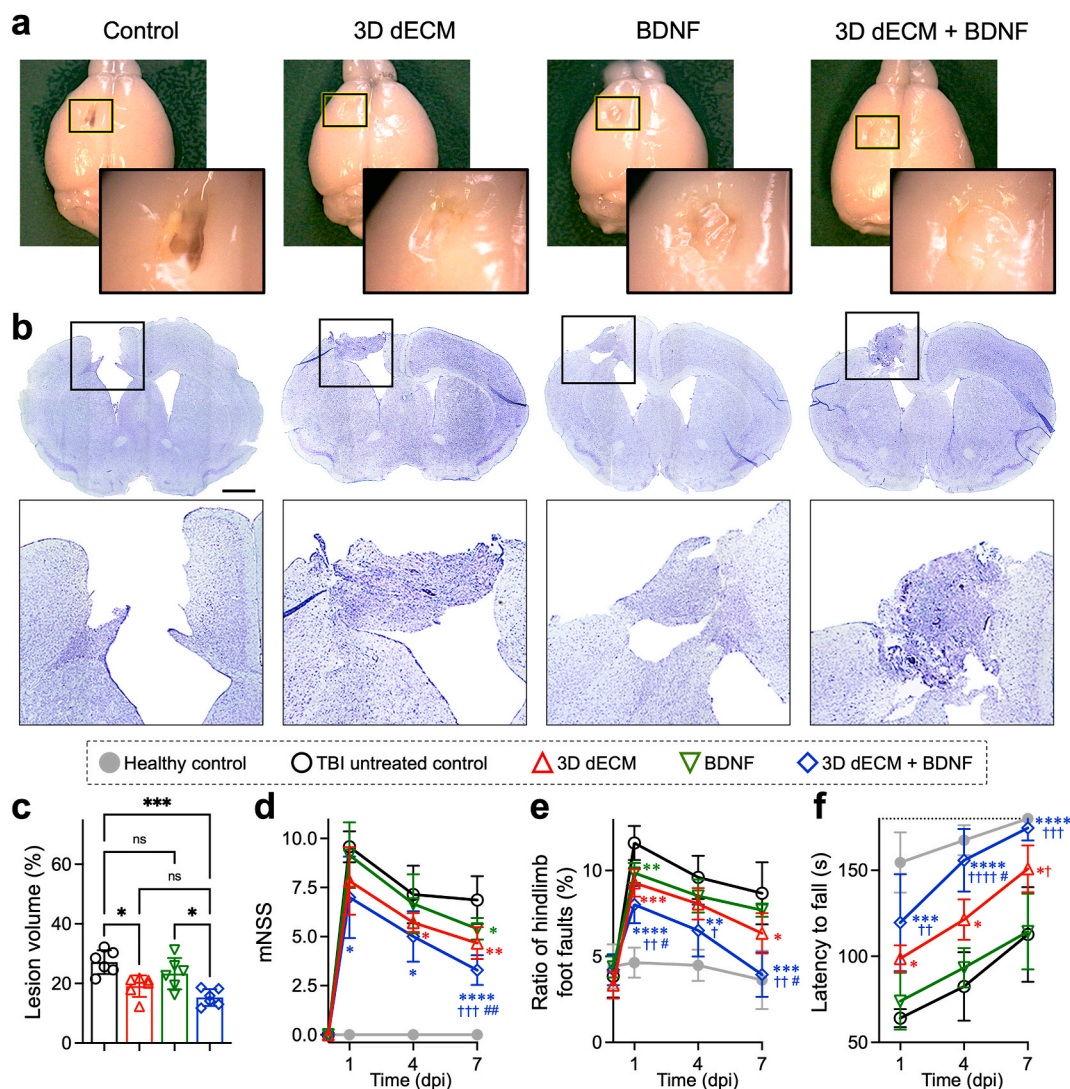 a
Control
3D dECM
BDNF
3D dECM + BDNF
b
Healthy control
TBI untreated control
3D dECM
BDNF
3D dECM + BDNF
c
Lesion volume (%)
60
40
20
0
***
ns
ns
*
*
d
mNSS
10.0
7.5
5.0
2.5
0.0
*
*
*
*
**
****
††† ##
1
4
7
Time (dpi)
e
Ratio of hindlimb
foot faults (%)
10
5
0
**
***
****
†† #
**
†
*
***
†† #
1
4
7
Time (dpi)
f
Latency to fall (s)
150
100
50
*
***
††
*
****
†††† #
*†
****
†††
1
4
7
Time (dpi)